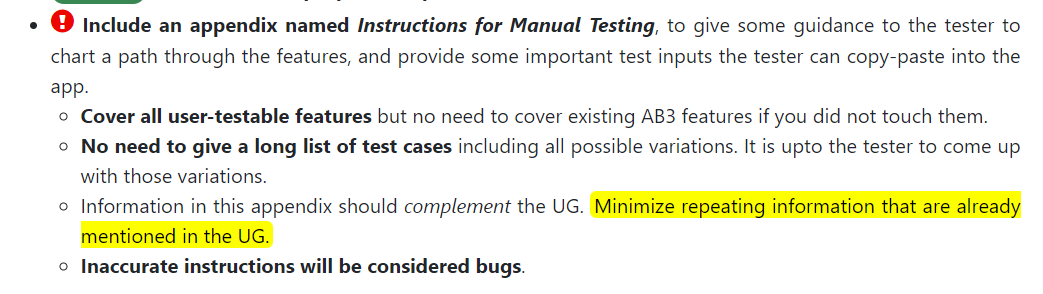 Include an appendix named Instructions for Manual Testing, to give some guidance to the tester to
chart a path through the features, and provide some important test inputs the tester can copy-paste into the
app.
Cover all user-testable features but no need to cover existing AB3 features if you did not touch them.
No need to give a long list of test cases including all possible variations. It is upto the tester to come up
with those variations.
Information in this appendix should complement the UG. Minimize repeating information that are already
mentioned in the UG.
Inaccurate instructions will be considered bugs.